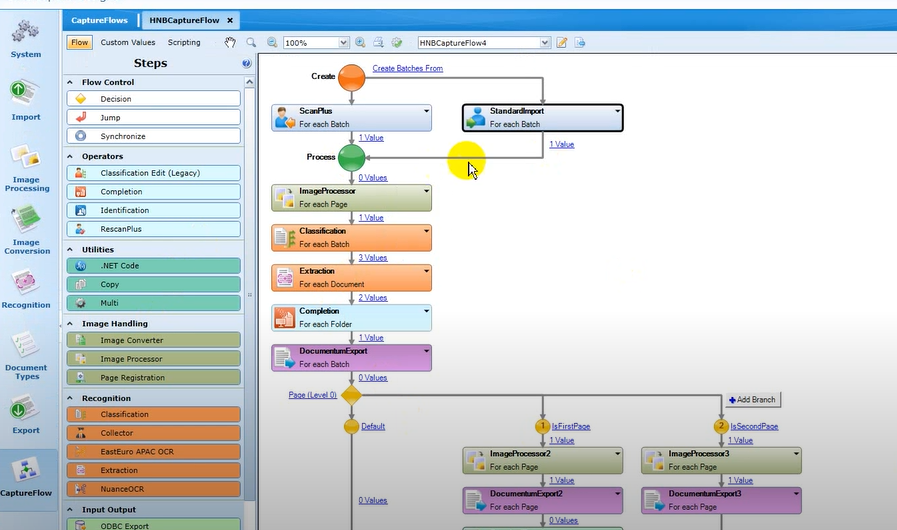 CaptureFlows
HNBCaptureFlow
Flow
Custom Values
Scripting
100%
HNBCaptureFlow4
System
Import
Image
Processing
Image
Conversion
Recognition
Document
Types
Export
CaptureFlow
Steps
Flow Control
Decision
Jump
Synchronize
Operators
Classification Edit (Legacy)
Completion
Identification
RescanPlus
Utilities
.NET Code
Copy
Multi
Image Handling
Image Converter
Image Processor
Page Registration
Recognition
Classification
Collector
EastEuro APAC OCR
Extraction
NuanceOCR
Input Output
ODBC Export
Create
Create Batches From
ScanPlus
For each Batch
StandardImport
For each Batch
1 Value
1 Value
Process
0 Values
ImageProcessor
For each Page
1 Value
Classification
For each Batch
3 Values
Extraction
For each Document
2 Values
Completion
For each Folder
1 Value
DocumentumExport
For each Batch
0 Values
Page (Level 0)
Add Branch
Default
1
IsFirstPage
2
IsSecondPage
1 Value
1 Value
ImageProcessor2
For each Page
ImageProcessor3
For each Page
1 Value
1 Value
0 Values
DocumentumExport2
For each Page
DocumentumExport3
For each Page
0 Values